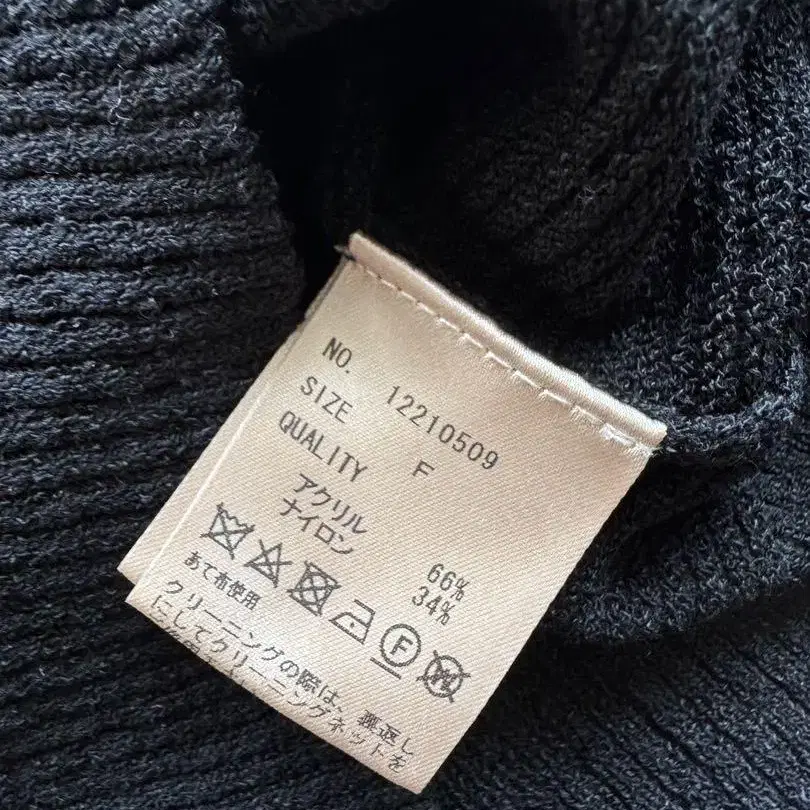 NO. 12210509
SIZE F
QUALITY
アクリル 66%
ナイロン 34%
F
W
あて布使用
クリーニングの際は、裏返し
にしてクリーニングネットを